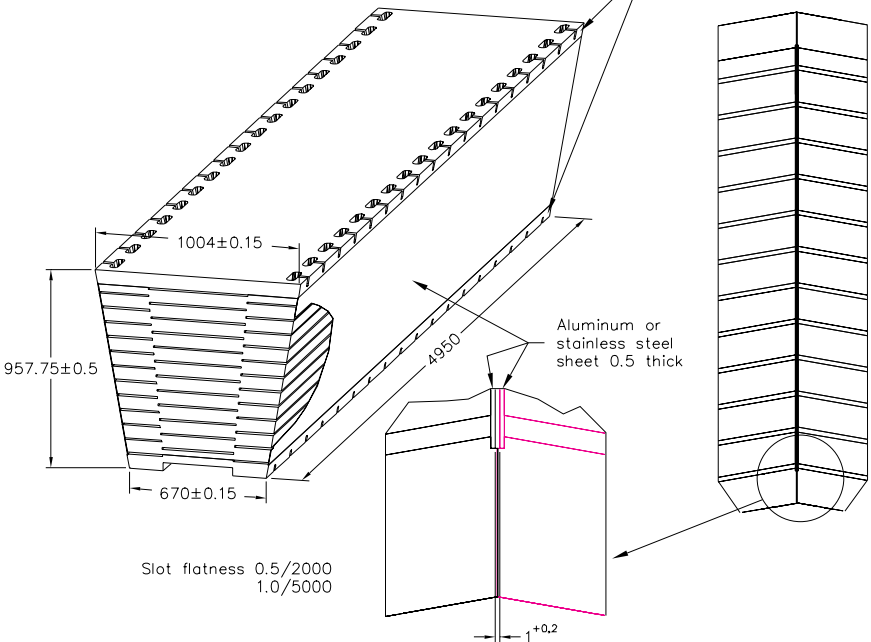 1004±0.15
957.75±0.5
4950
Aluminum or
stainless steel
sheet 0.5 thick
670±0.15
Slot flatness 0.5/2000
1.0/5000
1+0.2